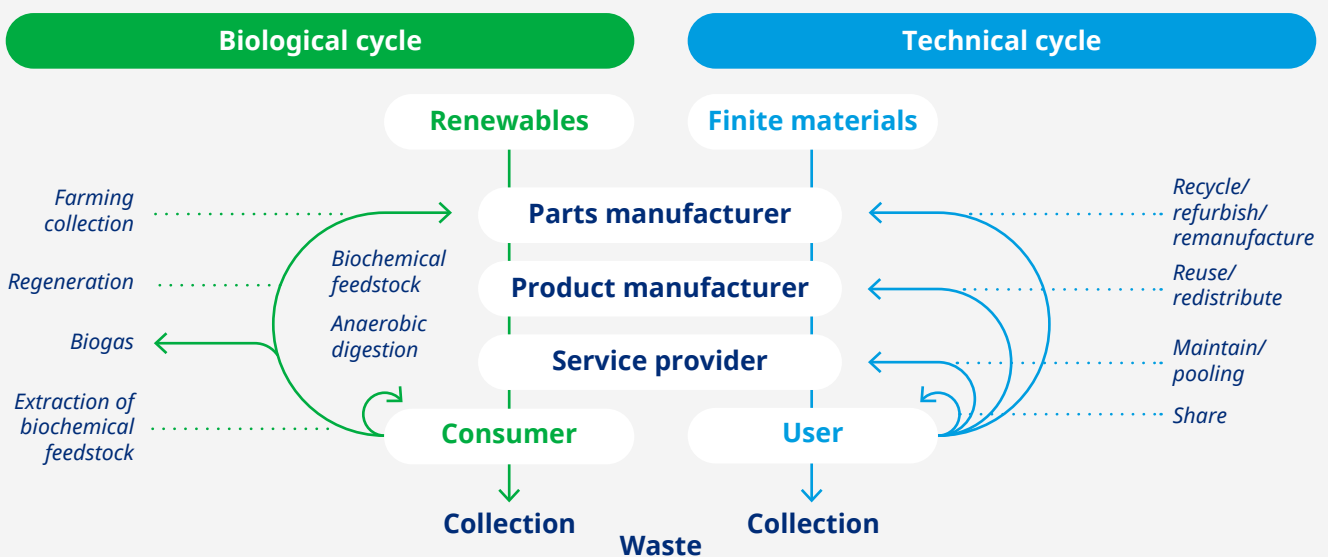 Biological cycle
Technical cycle
Renewables
Finite materials
Farming
collection
Regeneration
Biogas
Extraction of
biochemical
feedstock
Biochemical
feedstock
Anaerobic
digestion
Parts manufacturer
Product manufacturer
Service provider
Consumer
User
Recycle/
refurbish/
remanufacture
Reuse/
redistribute
Maintain/
pooling
Share
Collection
Collection
Waste